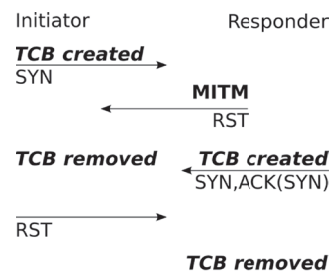 Initiator Responder
TCB created
SYN
MITM
RST
TCB removed TCB created
SYN,ACK(SYN)
RST
TCB removed